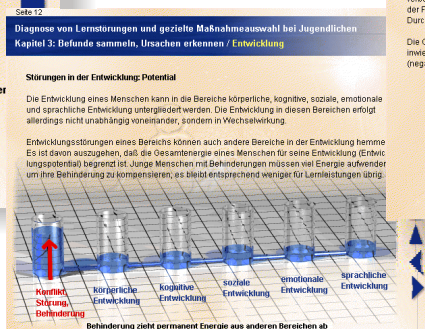 Seite 12
Diagnose von Lernstörungen und gezielte Maßnahmeauswahl bei Jugendlichen
Kapitel 3: Befunde sammeln, Ursachen erkennen / Entwicklung
Störungen in der Entwicklung: Potential
Die Entwicklung eines Menschen kann in die Bereiche körperliche, kognitive, soziale, emotionale
und sprachliche Entwicklung untergliedert werden. Die Entwicklung in diesen Bereichen erfolgt
allerdings nicht unabhängig voneinander, sondern in Wechselwirkung.
Entwicklungsstörungen eines Bereichs können auch andere Bereiche in der Entwicklung hemme
Es ist davon auszugehen, daß die Gesamtenergie eines Menschen für seine Entwicklung (Entwic
lungspotential) begrenzt ist. Junge Menschen mit Behinderungen müssen viel Energie aufwender
um ihre Behinderung zu kompensieren; es bleibt entsprechend weniger für Lernleistungen übrig.
Konflikt,
Störung,
Behinderung
körperliche
Entwicklung
kognitive
Entwicklung
soziale
Entwicklung
emotionale
Entwicklung
sprachliche
Entwicklung
Behinderung zieht permanent Energie aus anderen Bereichen ab
er
der F
Durc
Die G
inwie
(nega